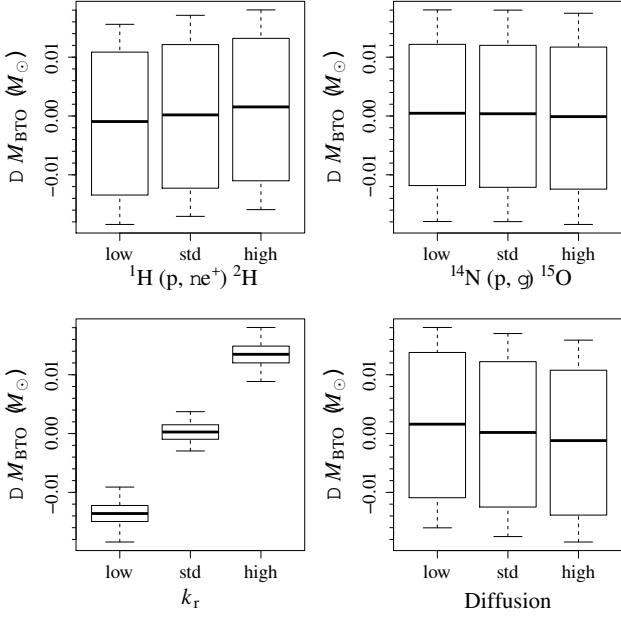 D M_BTO (M_⊙)
0.01
0.00
−0.01
low std high
¹H (p, ne⁺) ²H
D M_BTO (M_⊙)
0.01
0.00
−0.01
low std high
¹⁴N (p, g) ¹⁵O
D M_BTO (M_⊙)
0.01
0.00
−0.01
low std high
k_r
D M_BTO (M_⊙)
0.01
0.00
−0.01
low std high
Diffusion